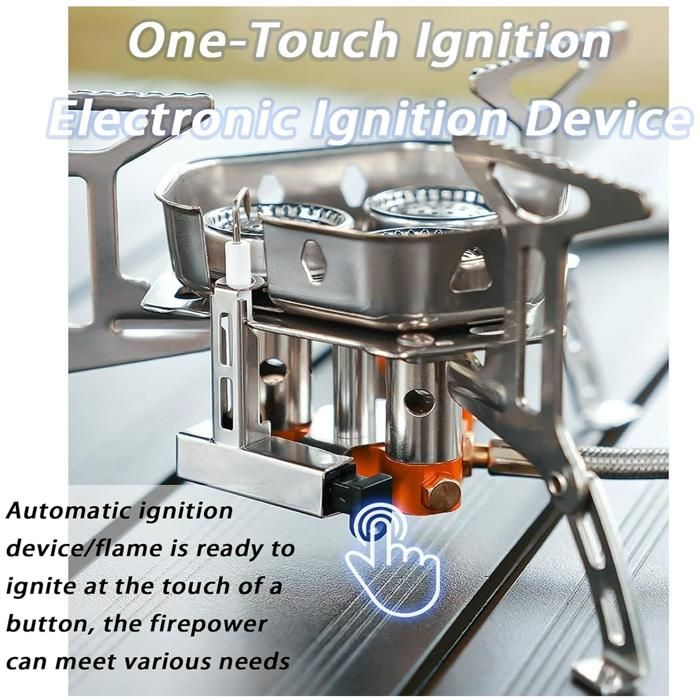 One-Touch Ignition
Electronic Ignition Device
Automatic ignition
device/flame is ready to
ignite at the touch of a
button, the firepower
can meet various needs